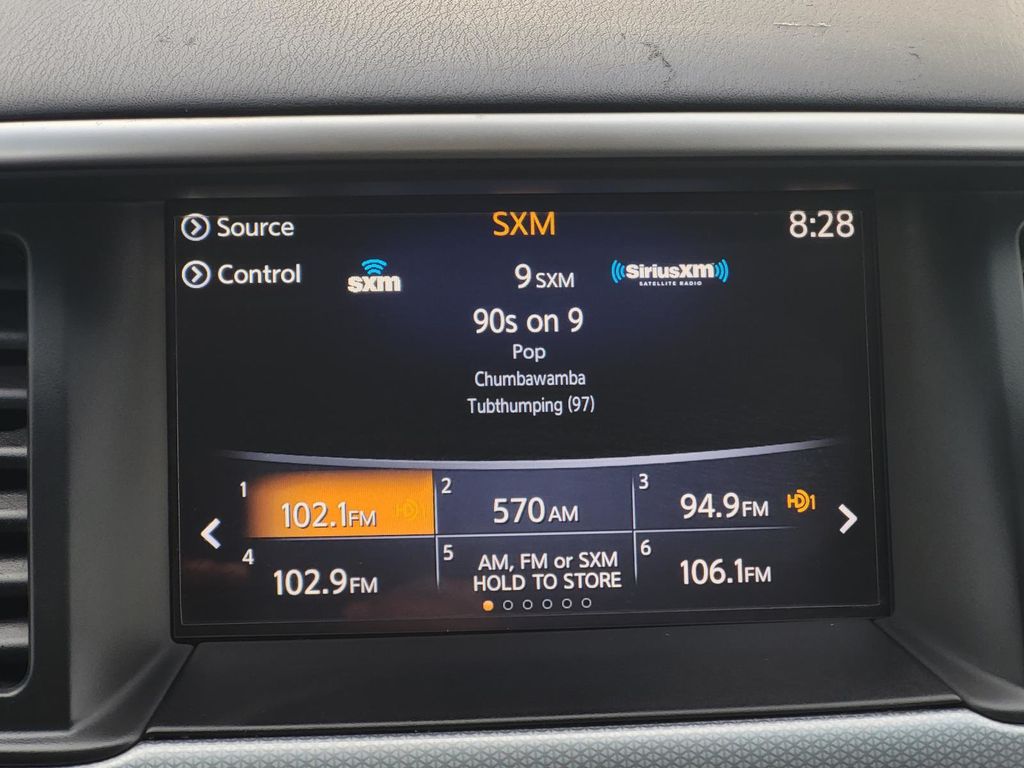 Source
SXM
8:28
Control
sxm
9 SXM
SiriusXM
SATELLITE RADIO
90s on 9
Pop
Chumbawamba
Tubthumping (97)
1
102.1FM
HD1
2
570AM
3
94.9FM
HD1
4
102.9FM
5
AM, FM or SXM
HOLD TO STORE
6
106.1FM